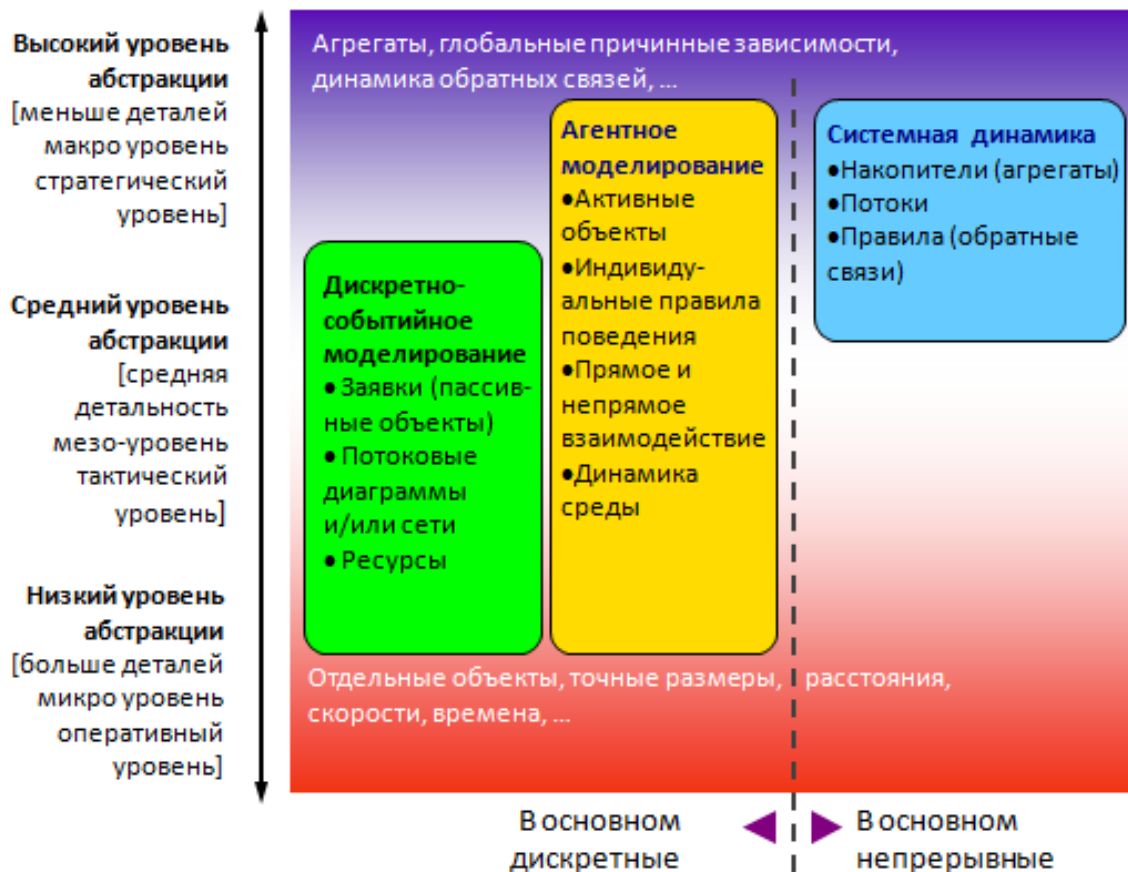 Высокий уровень
абстракции
[меньше деталей
макро уровень
стратегический
уровень]
Средний уровень
абстракции
[средняя
детальность
мезо-уровень
тактический
уровень]
Низкий уровень
абстракции
[больше деталей
микро уровень
оперативный
уровень]
Агрегаты, глобальные причинные зависимости,
динамика обратных связей, ...
Дискретно-
событийное
моделирование
• Заявки (пассив-
ные объекты)
• Потоковые
диаграммы
и/или сети
• Ресурсы
Агентное
моделирование
•Активные
объекты
•Индивиду-
альные правила
поведения
•Прямое и
непрямое
взаимодействие
•Динамика
среды
Системная динамика
•Накопители (агрегаты)
•Потоки
•Правила (обратные
связи)
Отдельные объекты, точные размеры, расстояния,
скорости, времена, ...
В основном
дискретные
В основном
непрерывные